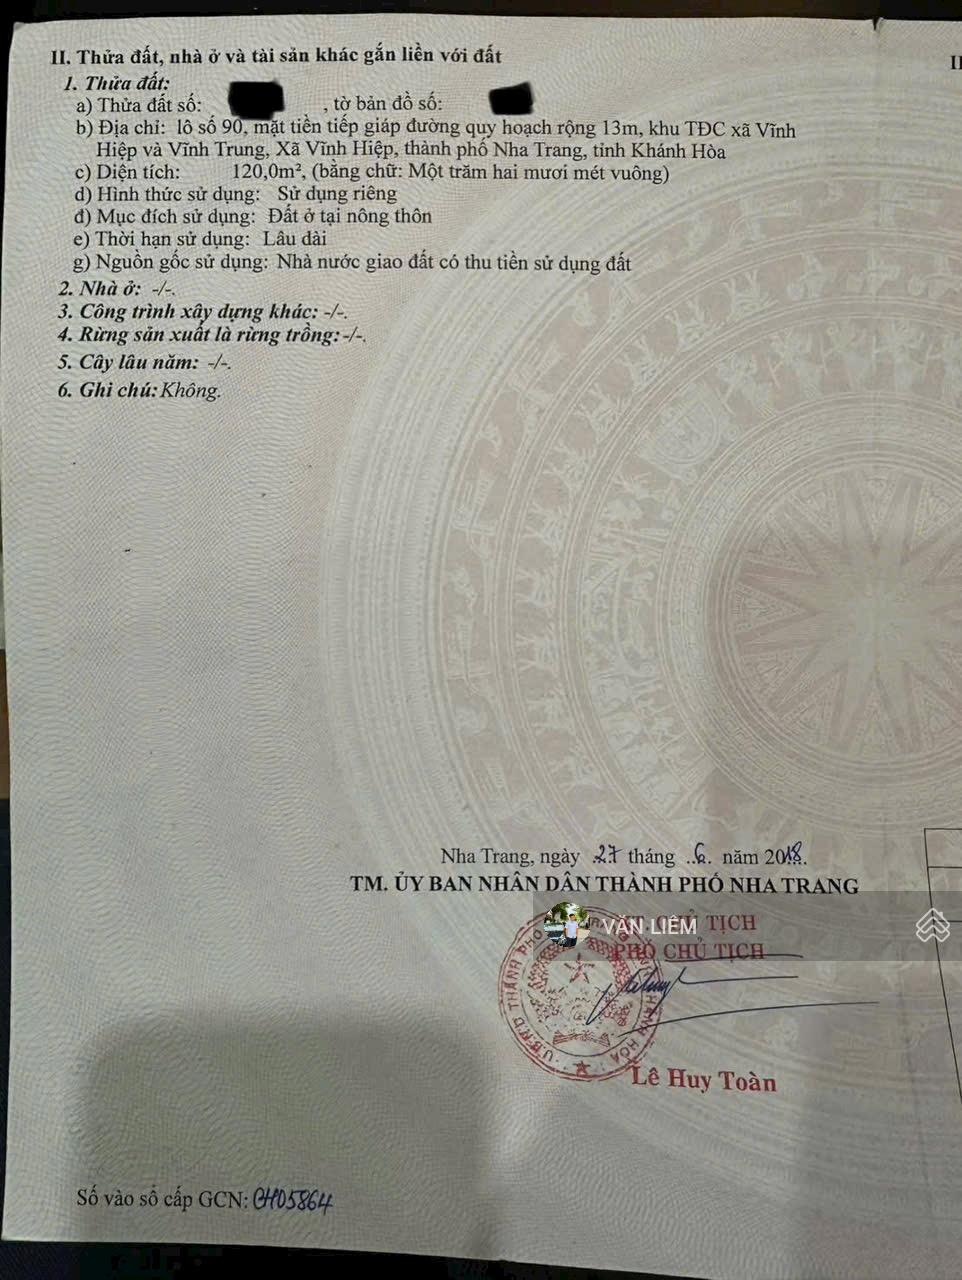 II. Thửa đất, nhà ở và tài sản khác gắn liền với đất
1. Thửa đất:
a) Thửa đất số: , tờ bản đồ số:
b) Địa chỉ: lô số 90, mặt tiền tiếp giáp đường quy hoạch rộng 13m, khu TĐC xã Vĩnh
Hiệp và Vĩnh Trung, Xã Vĩnh Hiệp, thành phố Nha Trang, tỉnh Khánh Hòa
c) Diện tích: 120,0m², (bằng chữ: Một trăm hai mươi mét vuông)
d) Hình thức sử dụng: Sử dụng riêng
đ) Mục đích sử dụng: Đất ở tại nông thôn
e) Thời hạn sử dụng: Lâu dài
g) Nguồn gốc sử dụng: Nhà nước giao đất có thu tiền sử dụng đất
2. Nhà ở: -/-.
3. Công trình xây dựng khác: -/-.
4. Rừng sản xuất là rừng trồng: -/-.
5. Cây lâu năm: -/-.
6. Ghi chú: Không.
Nha Trang, ngày 27 tháng 6. năm 2018.
TM. ỦY BAN NHÂN DÂN THÀNH PHỐ NHA TRANG
KT. CHỦ TỊCH
VĂN LIÊM
PHÓ CHỦ TỊCH
Lê Huy Toàn
Số vào sổ cấp GCN: CH05864